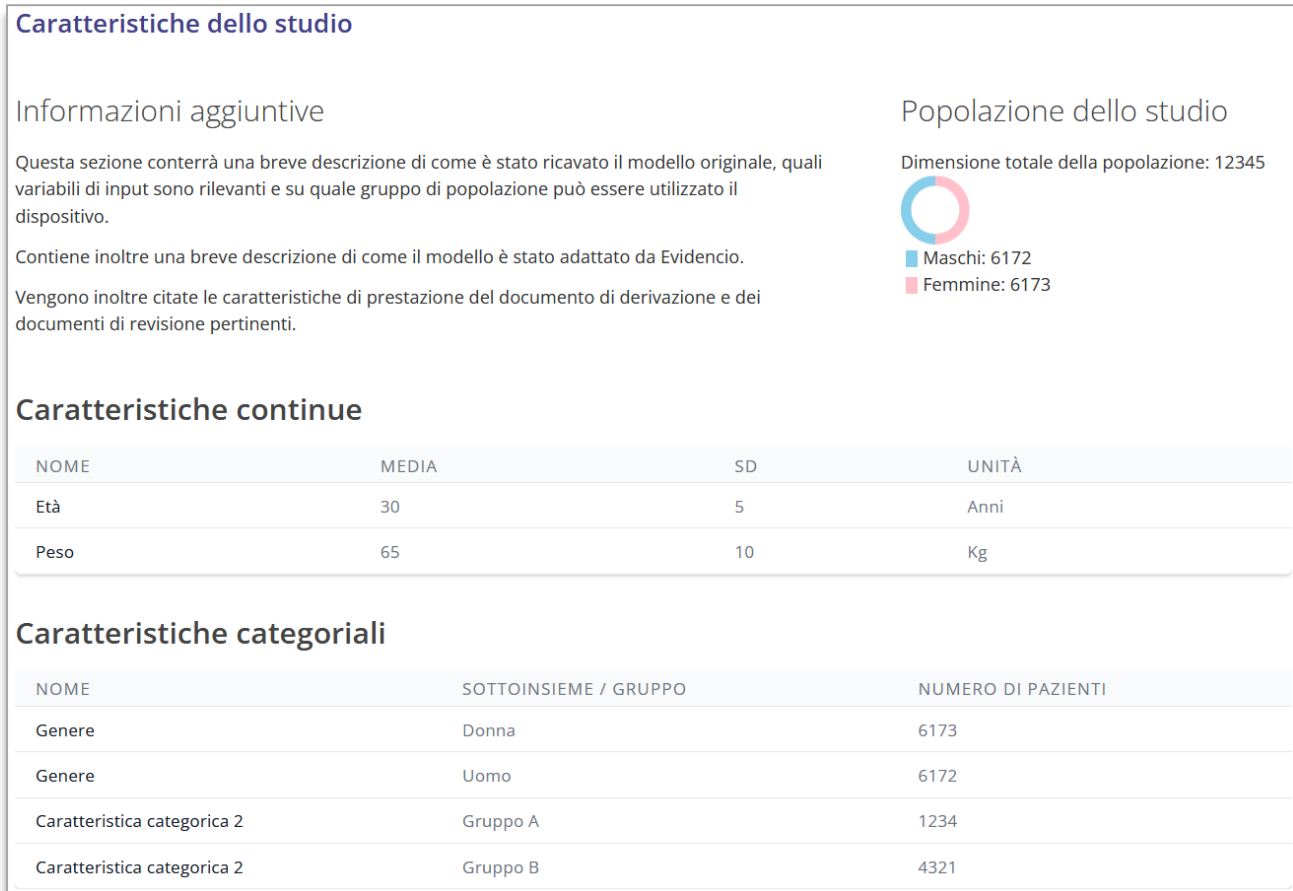 Caratteristiche dello studio
Informazioni aggiuntive
Questa sezione conterrà una breve descrizione di come è stato ricavato il modello originale, quali
variabili di input sono rilevanti e su quale gruppo di popolazione può essere utilizzato il
dispositivo.
Contiene inoltre una breve descrizione di come il modello è stato adattato da Evidencio.
Vengono inoltre citate le caratteristiche di prestazione del documento di derivazione e dei
documenti di revisione pertinenti.
Popolazione dello studio
Dimensione totale della popolazione: 12345
Maschi: 6172
Femmine: 6173
Caratteristiche continue
NOME MEDIA SD UNITÀ
Età 30 5 Anni
Peso 65 10 Kg
Caratteristiche categoriali
NOME SOTTOINSIEME / GRUPPO NUMERO DI PAZIENTI
Genere Donna 6173
Genere Uomo 6172
Caratteristica categorica 2 Gruppo A 1234
Caratteristica categorica 2 Gruppo B 4321